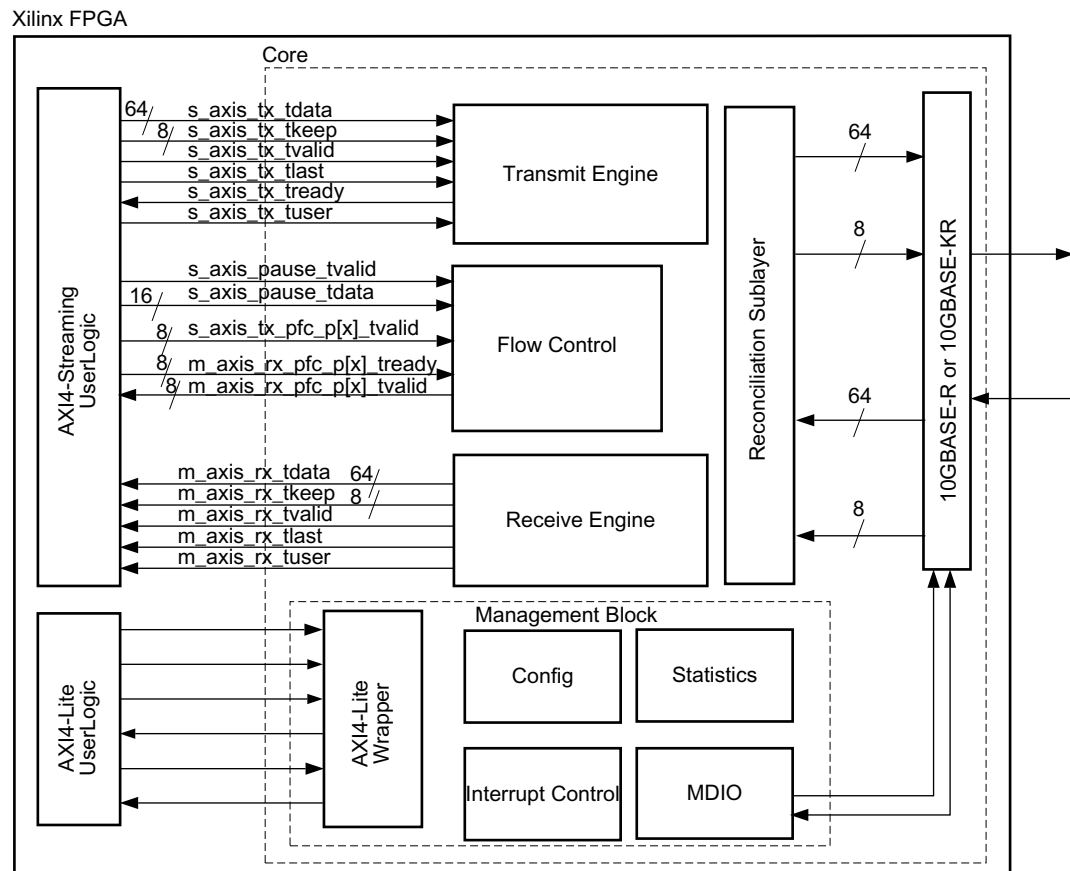 Xilinx FPGA
Core
AXI4-Streaming
UserLogic
64
s_axis_tx_tdata
8
s_axis_tx_tkeep
s_axis_tx_tvalid
s_axis_tx_tlast
s_axis_tx_tready
s_axis_tx_tuser
Transmit Engine
s_axis_pause_tvalid
16
s_axis_pause_tdata
8
s_axis_tx_pfc_p[x]_tvalid
8
m_axis_rx_pfc_p[x]_tready
8
m_axis_rx_pfc_p[x]_tvalid
Flow Control
m_axis_rx_tdata
64
m_axis_rx_tkeep
8
m_axis_rx_tvalid
m_axis_rx_tlast
m_axis_rx_tuser
Receive Engine
Reconciliation Sublayer
64
8
64
8
10GBASE-R or 10GBASE-KR
AXI4-Lite
UserLogic
Management Block
AXI4-Lite
Wrapper
Config
Statistics
Interrupt Control
MDIO